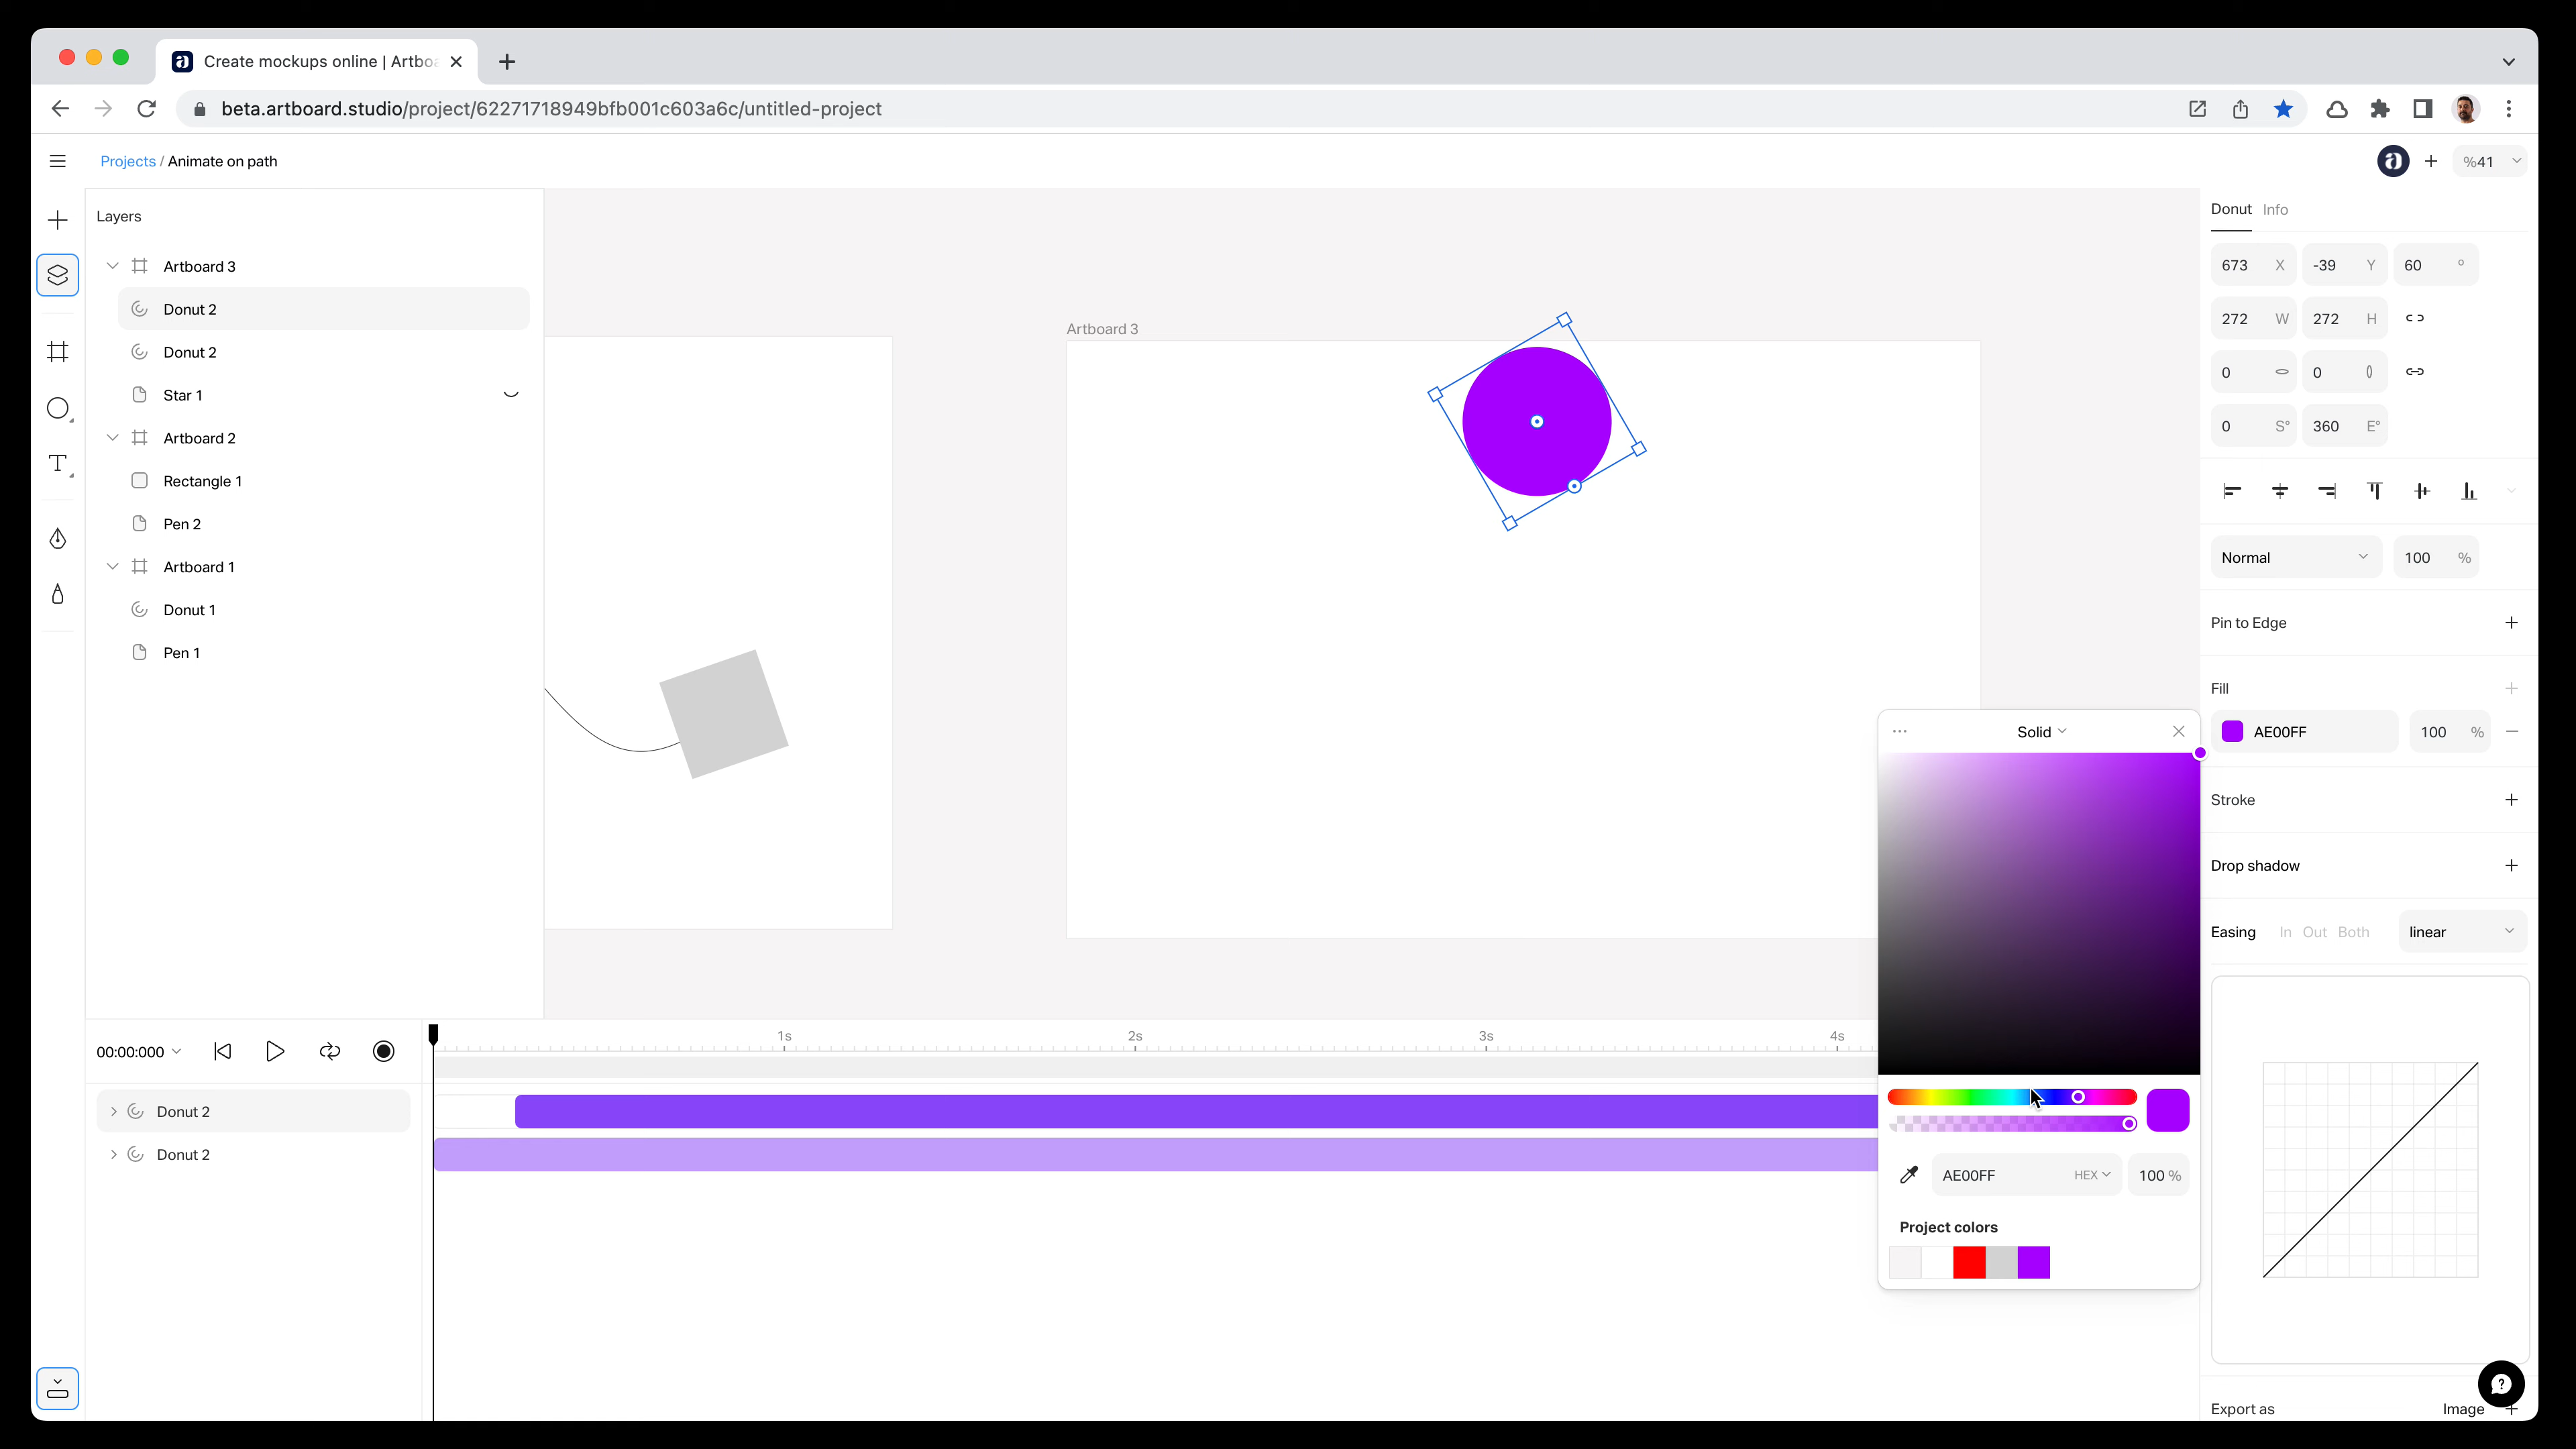 Create mockups online | Artboa
beta.artboard.studio/project/62271718949bfb001c603a6c/untitled-project
Projects / Animate on path
%41
Layers
Artboard 3
Donut 2
Donut 2
Star 1
Artboard 2
Rectangle 1
Pen 2
Artboard 1
Donut 1
Pen 1
Artboard 3
Donut Info
673 X -39 Y 60 °
272 W 272 H
0 0
0 S° 360 E°
Normal 100 %
Pin to Edge
Fill
AE00FF 100 %
Stroke
Drop shadow
Easing In Out Both linear
Export as Image
Solid
AE00FF HEX 100 %
Project colors
00:00:000
1s 2s 3s 4s
Donut 2
Donut 2